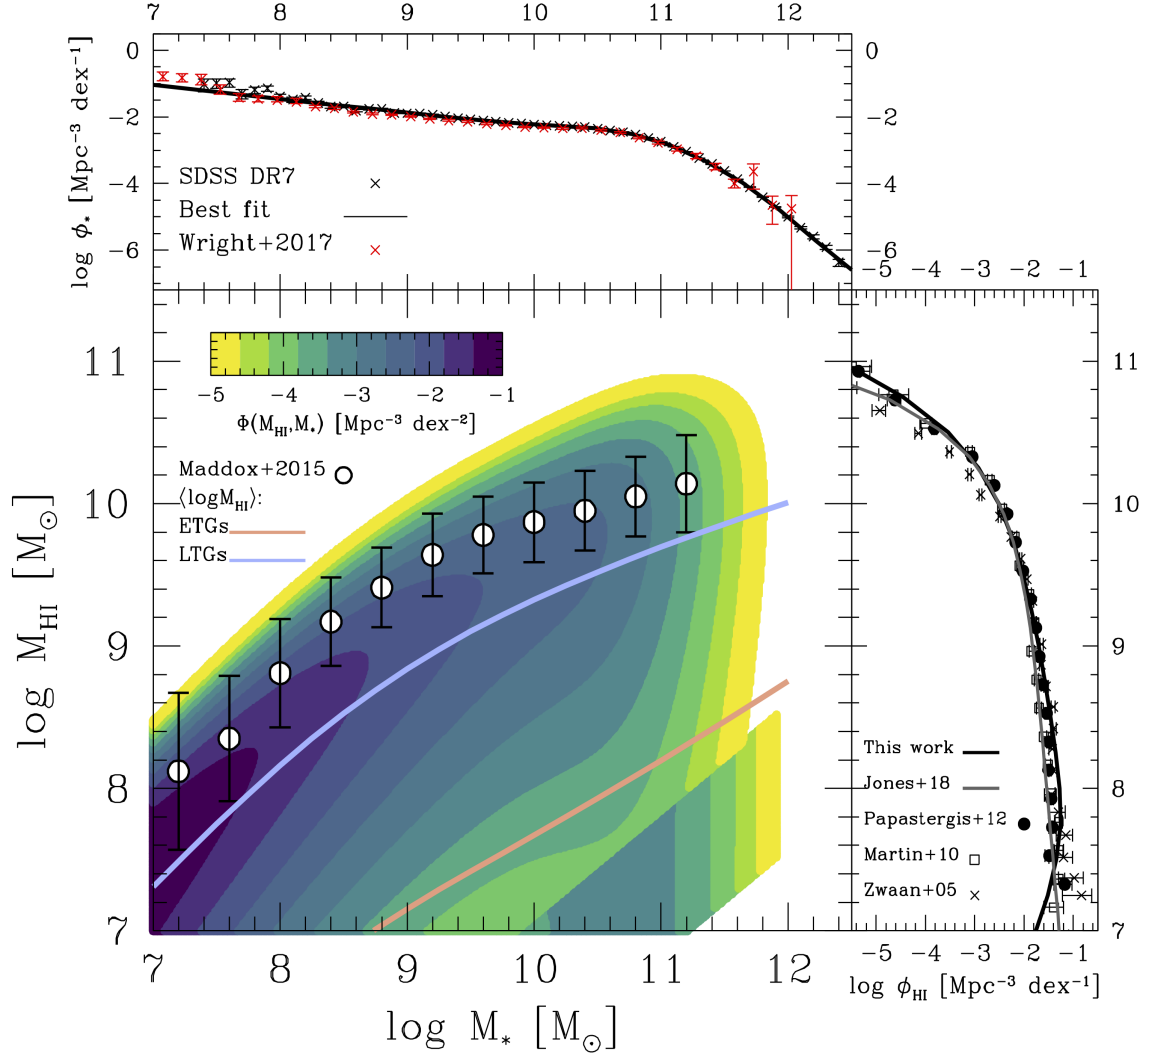 7 8 9 10 11 12
log ϕ* [Mpc⁻³ dex⁻¹]
0
−2
−4
−6
SDSS DR7
Best fit
Wright+2017
0
−2
−4
−6
−5 −4 −3 −2 −1
log M_HI [M_⊙]
11
10
9
8
7
−5 −4 −3 −2 −1
Φ(M_HI,M*) [Mpc⁻³ dex⁻²]
Maddox+2015
⟨logM_HI⟩:
ETGs
LTGs
7 8 9 10 11 12
log M* [M_⊙]
This work
Jones+18
Papastergis+12
Martin+10
Zwaan+05
11
10
9
8
7
−5 −4 −3 −2 −1
log ϕ_HI [Mpc⁻³ dex⁻¹]